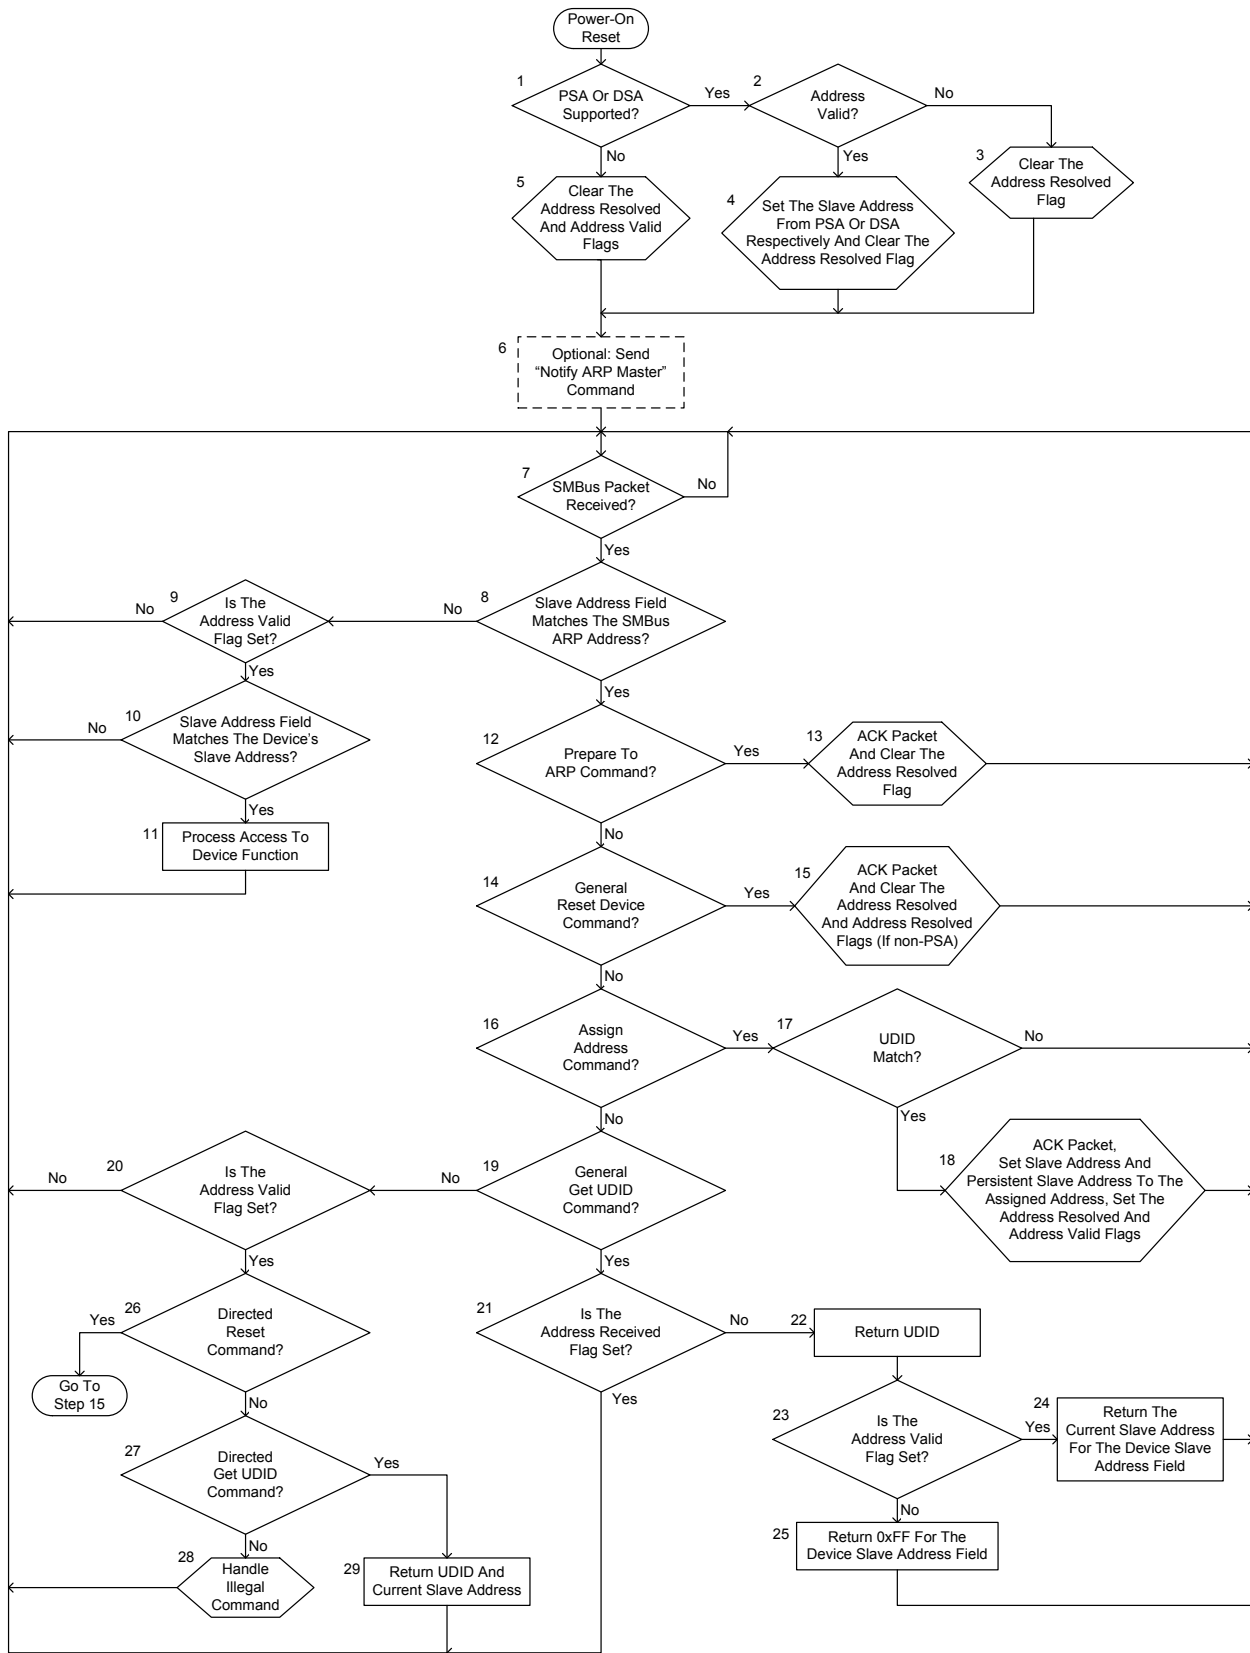 Power-On
Reset
1
PSA Or DSA
Supported?
Yes
2
Address
Valid?
No
No
Yes
3
Clear The
Address Resolved
Flag
5
Clear The
Address Resolved
And Address Valid
Flags
4
Set The Slave Address
From PSA Or DSA
Respectively And Clear The
Address Resolved Flag
6
Optional: Send
“Notify ARP Master”
Command
7
SMBus Packet
Received?
No
Yes
9
Is The
Address Valid
Flag Set?
No
No
8
Slave Address Field
Matches The SMBus
ARP Address?
Yes
Yes
10
Slave Address Field
Matches The Device’s
Slave Address?
No
Yes
11
Process Access To
Device Function
12
Prepare To
ARP Command?
Yes
13
ACK Packet
And Clear The
Address Resolved
Flag
No
14
General
Reset Device
Command?
Yes
15
ACK Packet
And Clear The
Address Resolved
And Address Resolved
Flags (If non-PSA)
No
16
Assign
Address
Command?
Yes
17
UDID
Match?
No
No
Yes
18
ACK Packet,
Set Slave Address And
Persistent Slave Address To The
Assigned Address, Set The
Address Resolved And
Address Valid Flags
No
20
Is The
Address Valid
Flag Set?
No
19
General
Get UDID
Command?
Yes
Yes
Yes
26
Directed
Reset
Command?
Go To
Step 15
No
21
Is The
Address Received
Flag Set?
No
Yes
22
Return UDID
23
Is The
Address Valid
Flag Set?
Yes
24
Return The
Current Slave Address
For The Device Slave
Address Field
No
25
Return 0xFF For The
Device Slave Address Field
27
Directed
Get UDID
Command?
Yes
No
28
Handle
Illegal
Command
29
Return UDID And
Current Slave Address